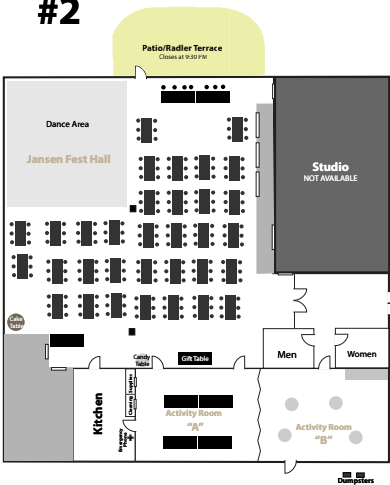 #2
Patio/Radler Terrace
Closes at 9:30 PM
Dance Area
Jansen Fest Hall
Studio
NOT AVAILABLE
Cake
Table
Candy
Table
Gift Table
Men
Women
Kitchen
Cleaning Supplies
Emergency
Phone
Activity Room
"A"
Activity Room
"B"
Dumpsters